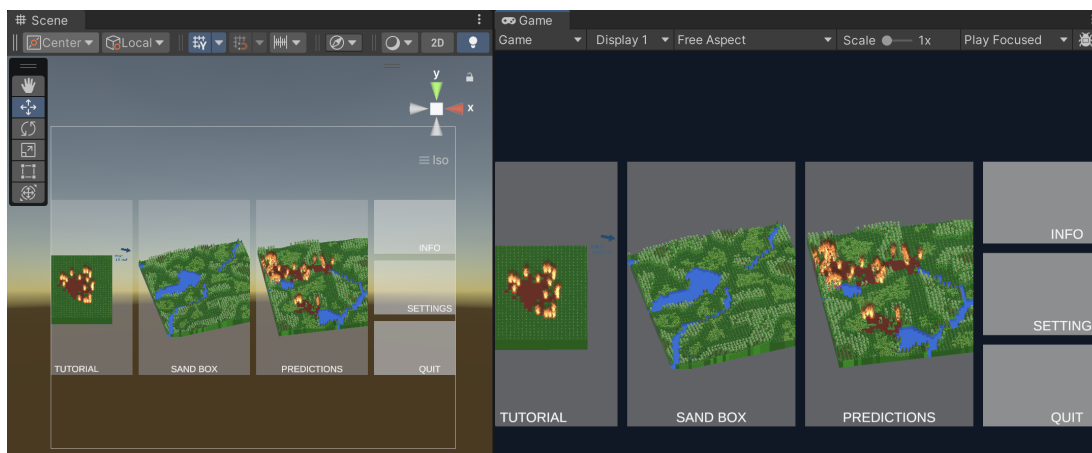 Scene
Game
Center
Local
2D
Game
Display 1
Free Aspect
Scale
1x
Play Focused
y
x
Iso
INFO
SETTINGS
TUTORIAL
SAND BOX
PREDICTIONS
QUIT
INFO
SETTING
TUTORIAL
SAND BOX
PREDICTIONS
QUIT